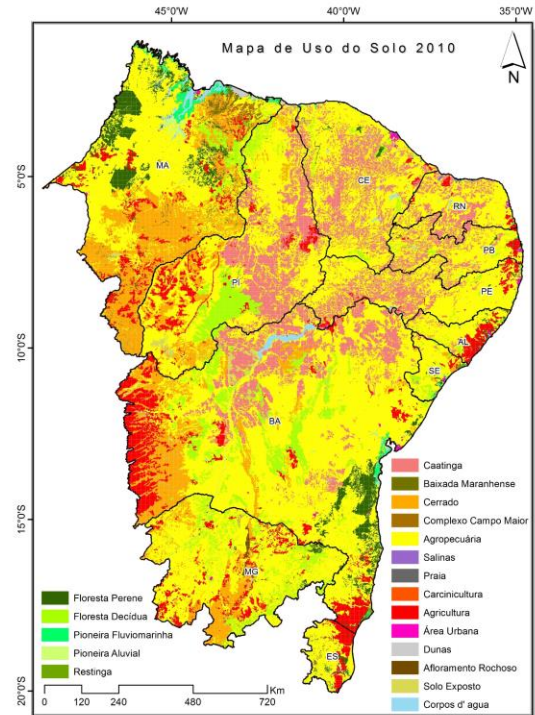 45°0'W 40°0'W 35°0'W
Mapa de Uso do Solo 2010
N
MA
5°0'S
CE
RN
PB
PI
PE
10°0'S
AL
SE
BA
Caatinga
Baixada Maranhense
Cerrado
15°0'S
Complexo Campo Maior
Agropecuária
Salinas
MG
Praia
Floresta Perene
Carcinicultura
Floresta Decídua
Agricultura
Pioneira Fluviomarinha
Área Urbana
Pioneira Aluvial
Dunas
ES
Restinga
Afloramento Rochoso
Solo Exposto
Km
Corpos d' agua
20°0'S
0 120 240 480 720